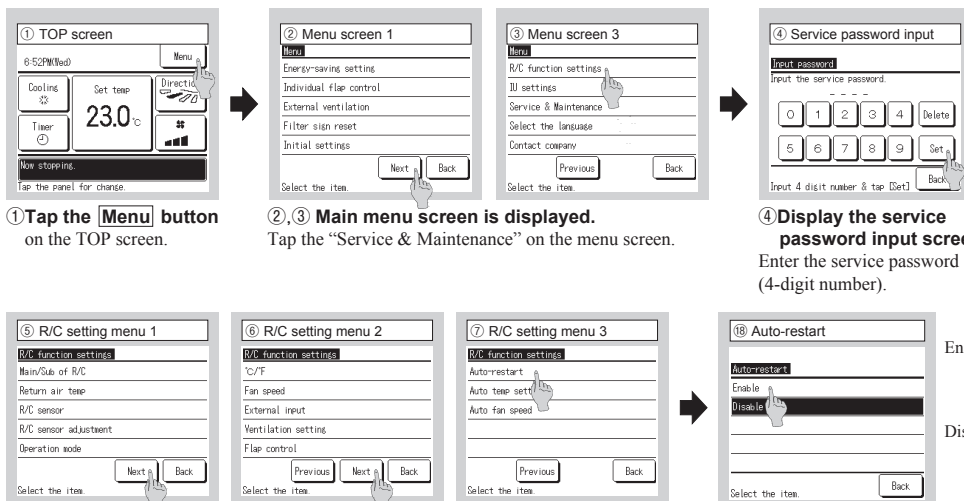 ① TOP screen
6:52PM(Wed)
Menu
Cooling
Set temp
Directio
23.0°C
Timer
Now stopping.
Tap the panel for change.
①Tap the Menu button
on the TOP screen.
② Menu screen 1
Menu
Energy-saving setting
Individual flap control
External ventilation
Filter sign reset
Initial settings
Next
Back
Select the item.
③ Menu screen 3
Menu
R/C function settings
IU settings
Service & Maintenance
Select the language
Contact company
Previous
Back
Select the item.
②,③ Main menu screen is displayed.
Tap the “Service & Maintenance” on the menu screen.
④ Service password input
Input password
Input the service password.
- - - -
0 1 2 3 4 Delete
5 6 7 8 9 Set
Back
Input 4 digit number & tap [Set]
④Display the service
password input scree
Enter the service password
(4-digit number).
⑤ R/C setting menu 1
R/C function settings
Main/Sub of R/C
Return air temp
R/C sensor
R/C sensor adjustment
Operation mode
Next
Back
Select the item.
⑥ R/C setting menu 2
R/C function settings
°C/°F
Fan speed
External input
Ventilation setting
Flap control
Previous
Next
Back
Select the item.
⑦ R/C setting menu 3
R/C function settings
Auto-restart
Auto temp sett
Auto fan speed
Previous
Back
Select the item.
⑱ Auto-restart
Auto-restart
Enable
Disable
Back
Select the item.
En
Dis